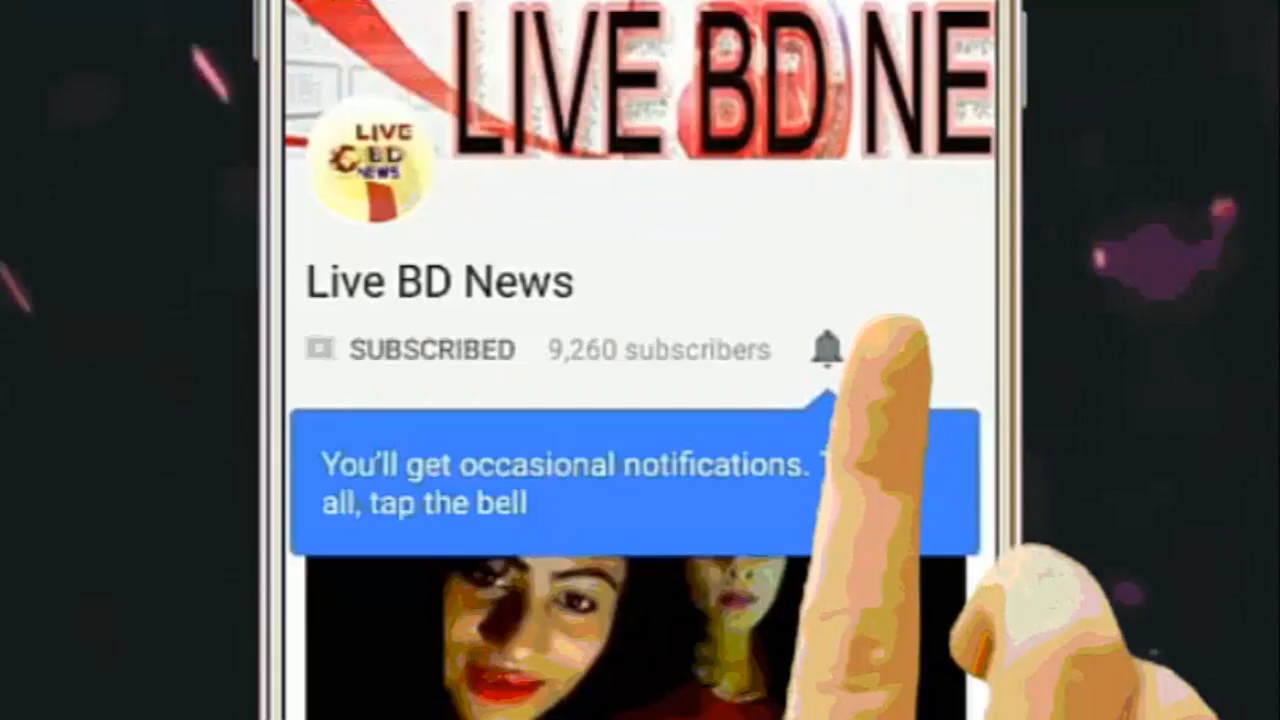 LIVE BD NE
LIVE
BD
NEWS
Live BD News
SUBSCRIBED 9,260 subscribers
You'll get occasional notifications.
all, tap the bell